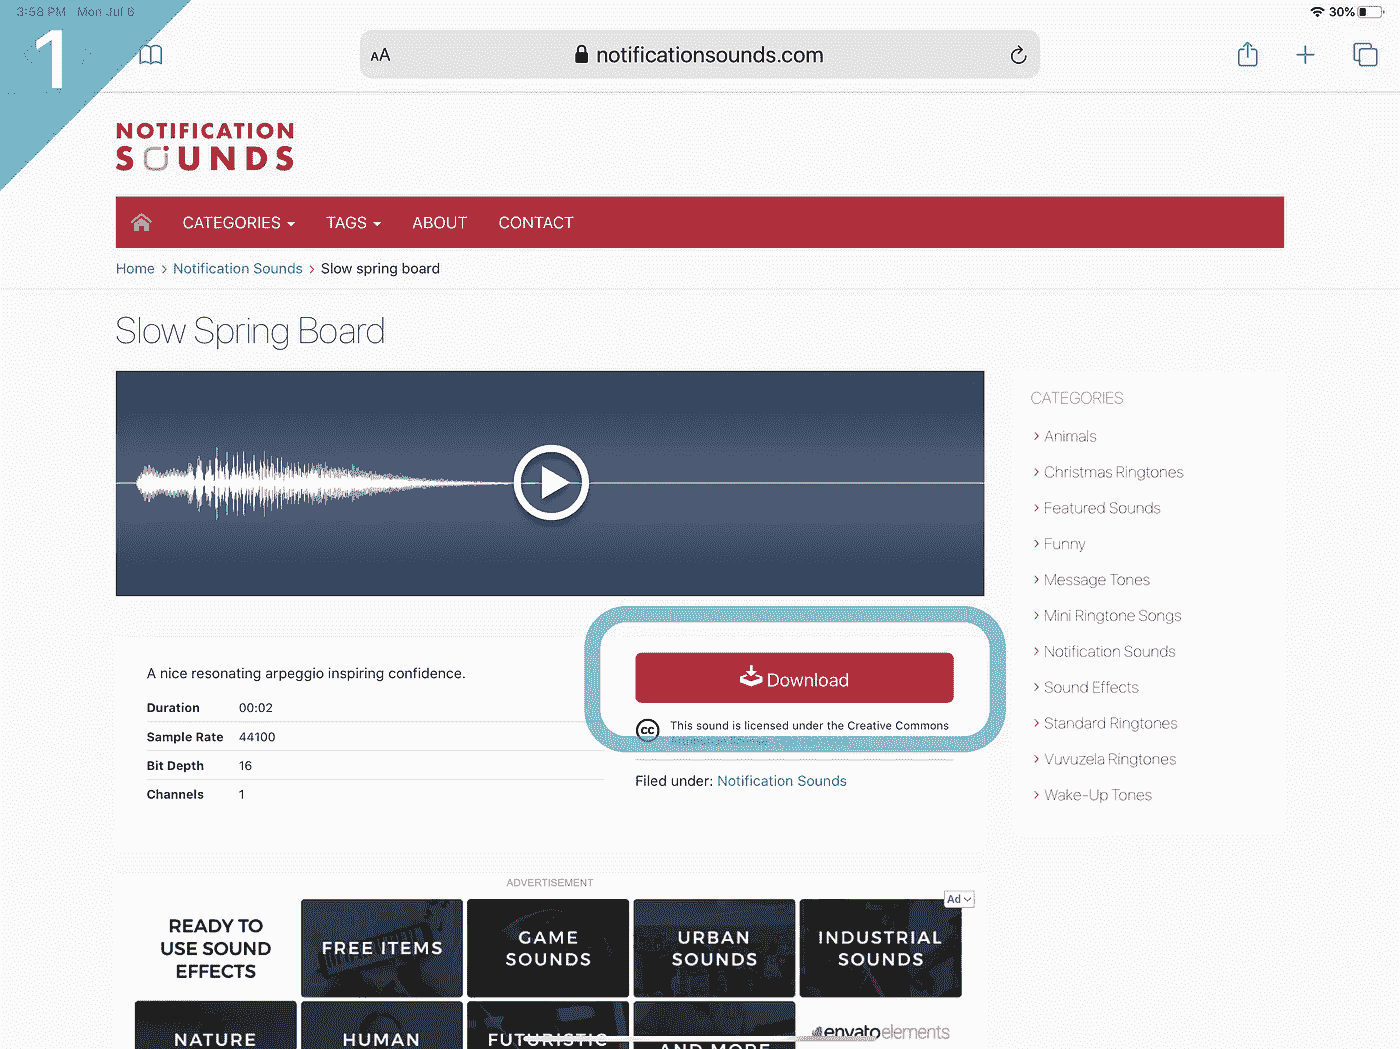 3:58 PM Mon Jul 6
30%
1
AA
notificationsounds.com
NOTIFICATION
SOUNDS
CATEGORIES
TAGS
ABOUT
CONTACT
Home › Notification Sounds › Slow spring board
Slow Spring Board
A nice resonating arpeggio inspiring confidence.
Duration 00:02
Sample Rate 44100
Bit Depth 16
Channels 1
Download
cc
This sound is licensed under the Creative Commons
Filed under: Notification Sounds
CATEGORIES
› Animals
› Christmas Ringtones
› Featured Sounds
› Funny
› Message Tones
› Mini Ringtone Songs
› Notification Sounds
› Sound Effects
› Standard Ringtones
› Vuvuzela Ringtones
› Wake-Up Tones
ADVERTISEMENT
Ad
READY TO
USE SOUND
EFFECTS
FREE ITEMS
GAME
SOUNDS
URBAN
SOUNDS
INDUSTRIAL
SOUNDS
NATURE
HUMAN
FUTURISTIC
AND MORE
envatoelements